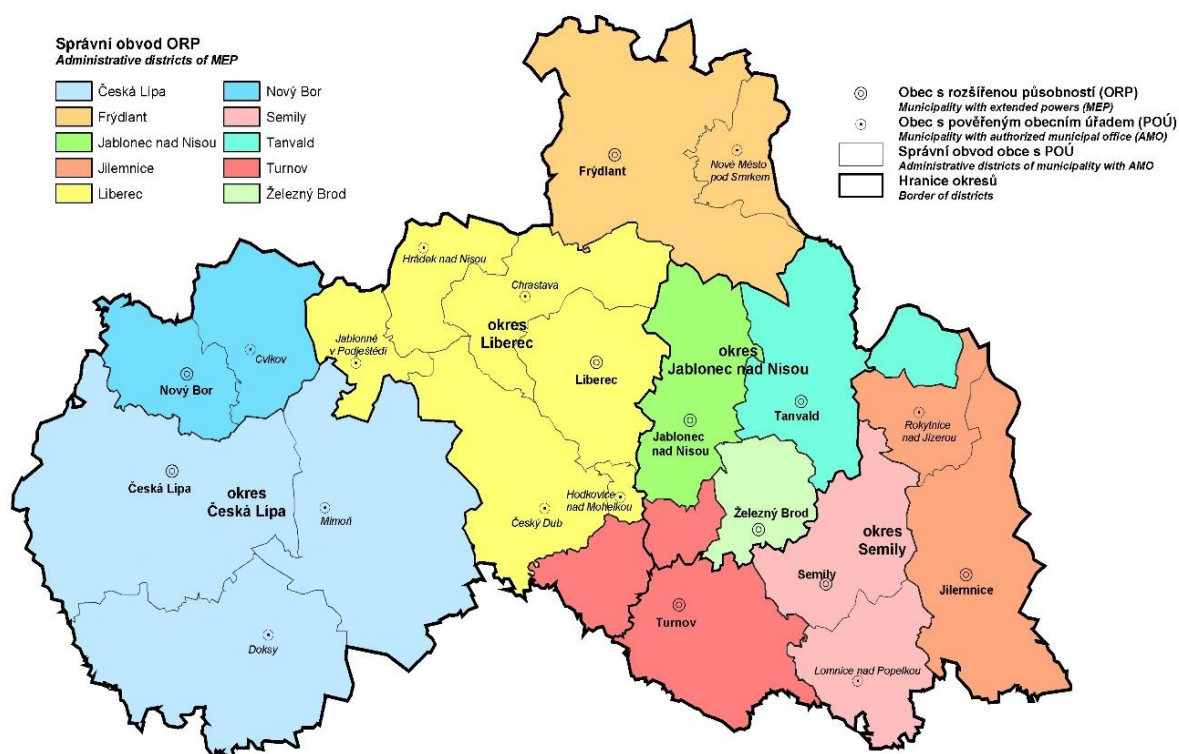 Správní obvod ORP
Administrative districts of MEP
Česká Lípa
Frýdlant
Jablonec nad Nisou
Jilemnice
Liberec
Nový Bor
Semily
Tanvald
Turnov
Železný Brod
Obec s rozšířenou působností (ORP)
Municipality with extended powers (MEP)
Obec s pověřeným obecním úřadem (POÚ)
Municipality with authorized municipal office (AMO)
Správní obvod obce s POÚ
Administrative districts of municipality with AMO
Hranice okresů
Border of districts
Frýdlant
Nové Město
pod Smrkem
Hrádek nad Nisou
Chrastava
okres
Liberec
Jablonné
v Podještědí
Cvikov
Nový Bor
Liberec
okres
Jablonec nad Nisou
Tanvald
Rokytnice
nad Jizerou
Jablonec
nad Nisou
Česká Lípa
okres
Česká Lípa
Mimoň
Hodkovice
nad Mohelkou
Český Dub
Železný Brod
okres
Semily
Semily
Jilemnice
Turnov
Doksy
Lomnice nad Popelkou